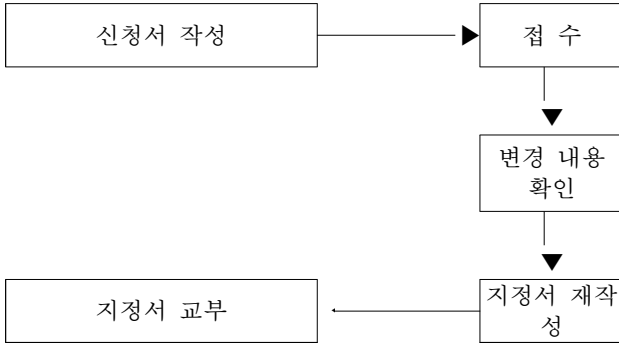 신청서 작성
접 수
변경 내용
확인
지정서 재작
성
지정서 교부